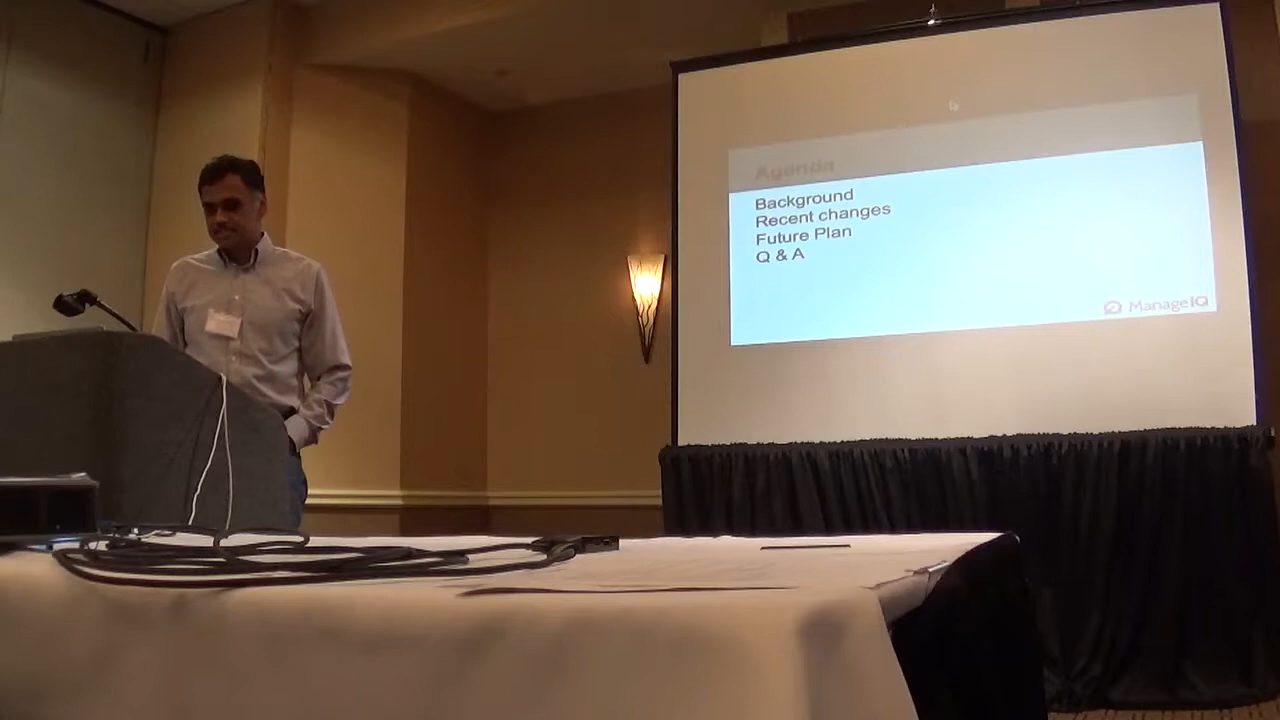 Agenda
Background
Recent changes
Future Plan
Q & A
ManageIQ